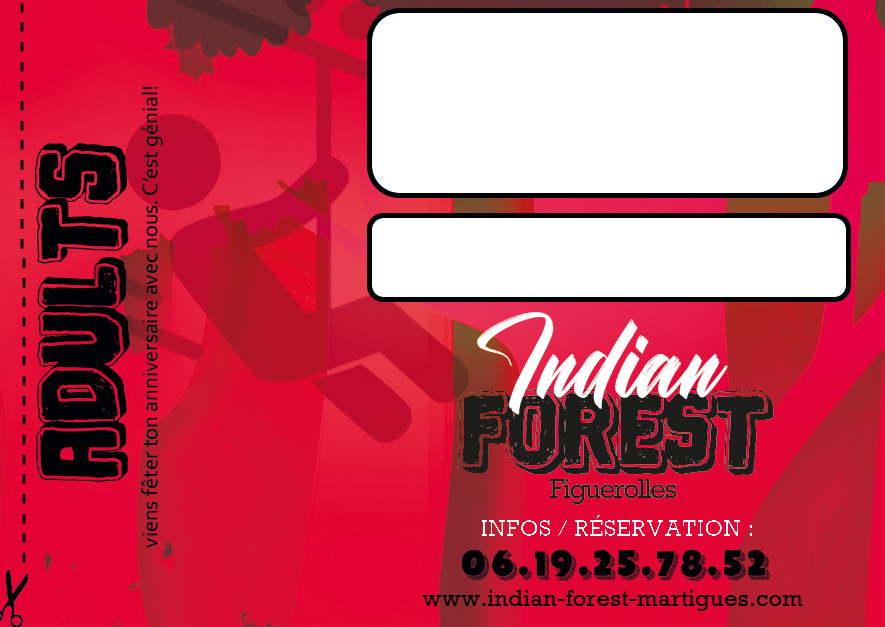 ADULTS
viens fêter ton anniversaire avec nous. C'est génial!
Indian
FOREST
Figuerolles
INFOS / RÉSERVATION :
06.19.25.78.52
www.indian-forest-martigues.com